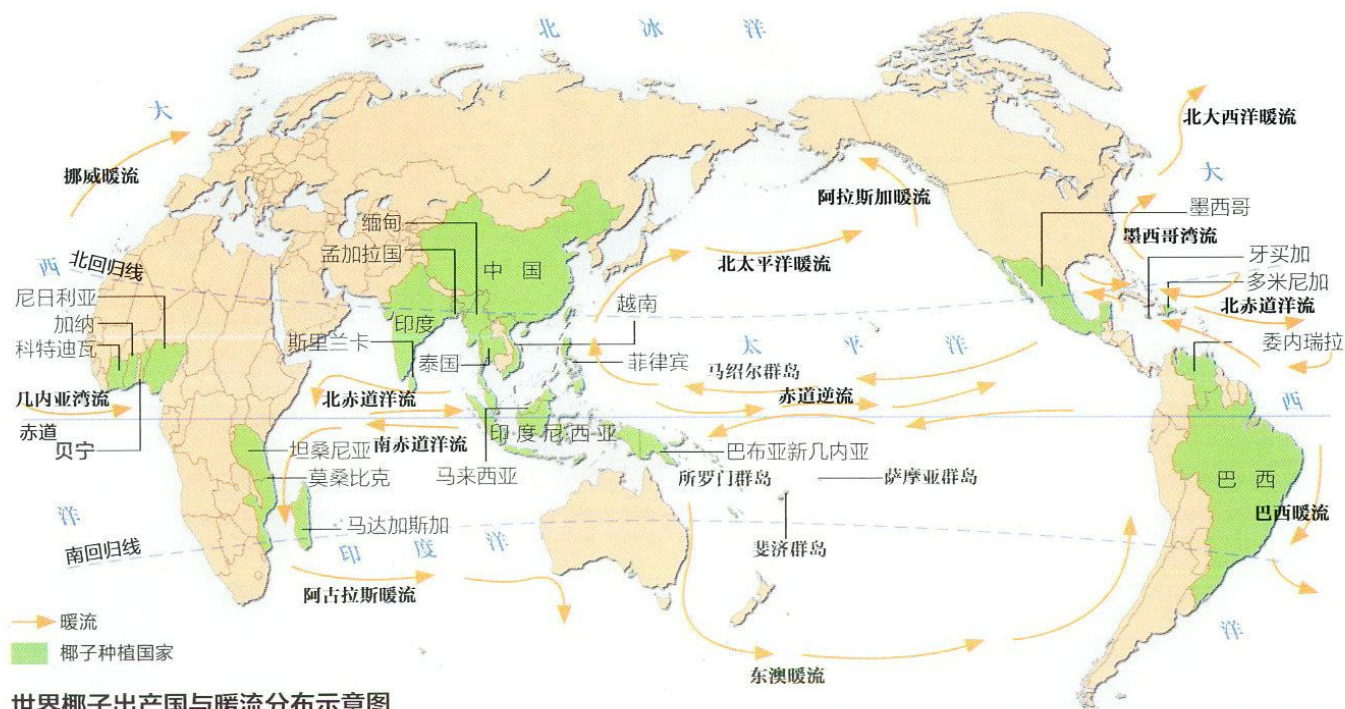 北冰洋
大
北大西洋暖流
挪威暖流
大
阿拉斯加暖流
墨西哥
缅甸
墨西哥湾流
孟加拉国
牙买加
西
北回归线
中国
北太平洋暖流
多米尼加
尼日利亚
越南
北赤道洋流
加纳
印度
斯里兰卡
太平洋
委内瑞拉
科特迪瓦
泰国
菲律宾
马绍尔群岛
几内亚湾流
北赤道洋流
赤道逆流
西
赤道
印度尼西亚
贝宁
坦桑尼亚
南赤道洋流
巴布亚新几内亚
莫桑比克
马来西亚
所罗门群岛
萨摩亚群岛
巴西
洋
马达加斯加
巴西暖流
南回归线
印度洋
斐济群岛
阿古拉斯暖流
暖流
洋
椰子种植国家
东澳暖流
世界椰子出产国与暖流分布示意图